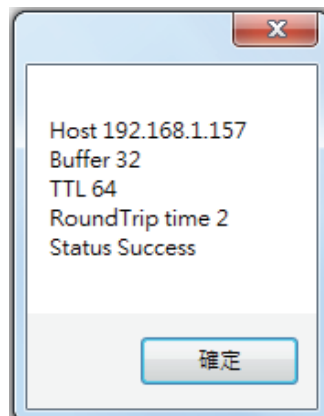 Host 192.168.1.157
Buffer 32
TTL 64
RoundTrip time 2
Status Success
確定